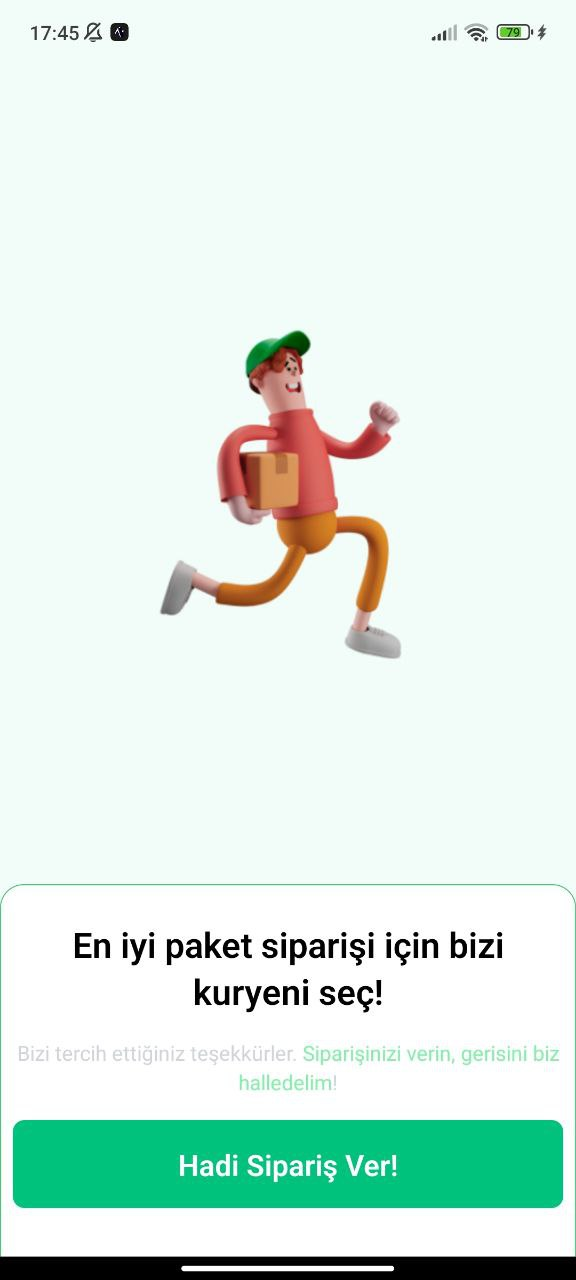 17:45
79
En iyi paket siparişi için bizi
kuryeni seç!
Bizi tercih ettiğiniz teşekkürler. Siparişinizi verin, gerisini biz
halledelim!
Hadi Sipariş Ver!